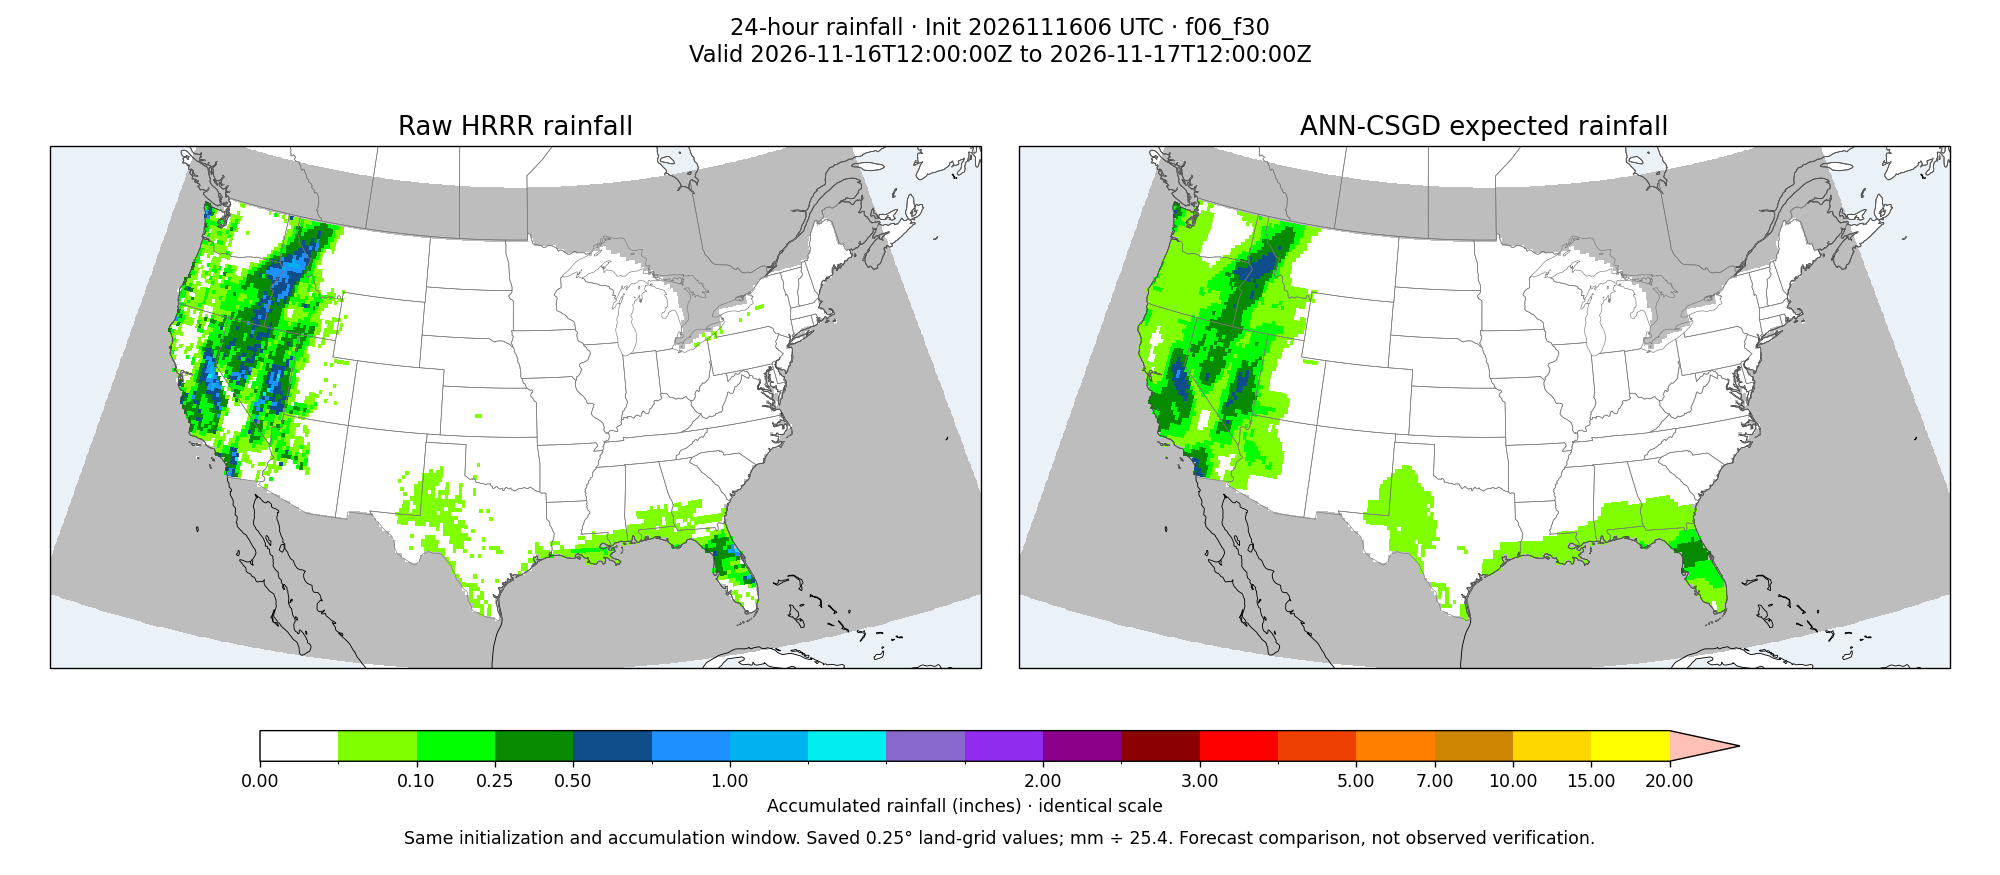 24-hour rainfall · Init 2026111606 UTC · f06_f30
Valid 2026-11-16T12:00:00Z to 2026-11-17T12:00:00Z
Raw HRRR rainfall
ANN-CSGD expected rainfall
0.00 0.10 0.25 0.50 1.00 2.00 3.00 5.00 7.00 10.00 15.00 20.00
Accumulated rainfall (inches) · identical scale
Same initialization and accumulation window. Saved 0.25° land-grid values; mm ÷ 25.4. Forecast comparison, not observed verification.